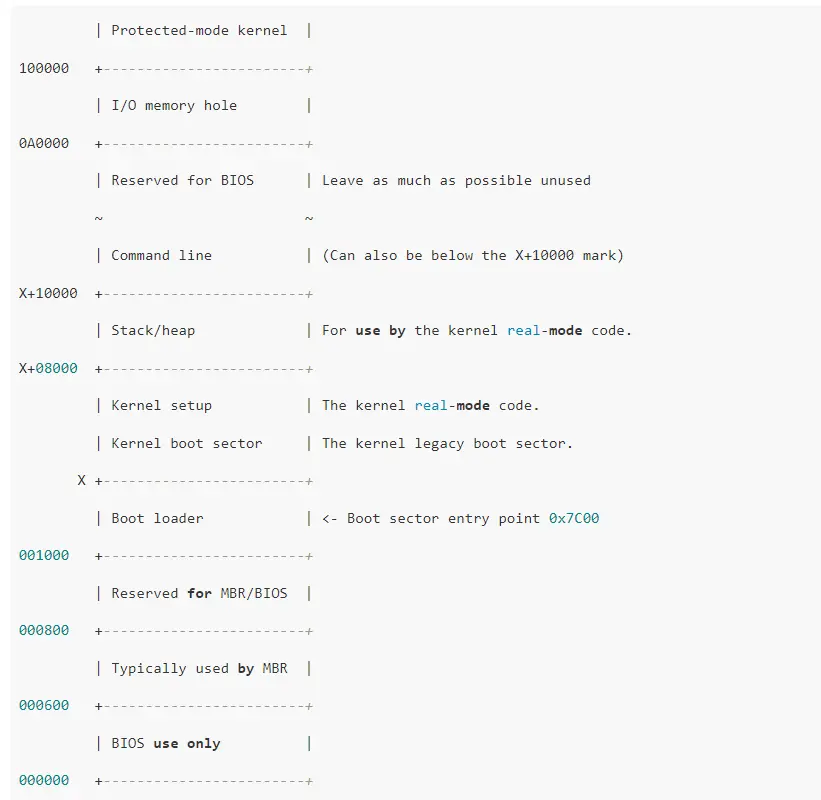 | Protected-mode kernel |
100000 +------------------------+
| I/O memory hole |
0A0000 +------------------------+
| Reserved for BIOS | Leave as much as possible unused
~ ~
| Command line | (Can also be below the X+10000 mark)
X+10000 +------------------------+
| Stack/heap | For use by the kernel real-mode code.
X+08000 +------------------------+
| Kernel setup | The kernel real-mode code.
| Kernel boot sector | The kernel legacy boot sector.
X +------------------------+
| Boot loader | <- Boot sector entry point 0x7C00
001000 +------------------------+
| Reserved for MBR/BIOS |
000800 +------------------------+
| Typically used by MBR |
000600 +------------------------+
| BIOS use only |
000000 +------------------------+